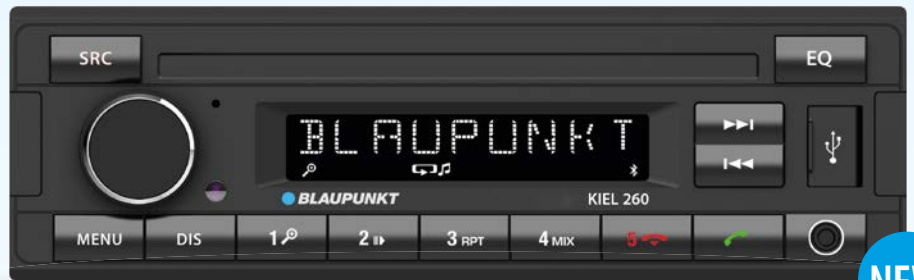 SRC
EQ
BLAUPUNKT
BLAUPUNKT
KIEL 260
MENU
DIS
1
2
3 RPT
4 MIX
5